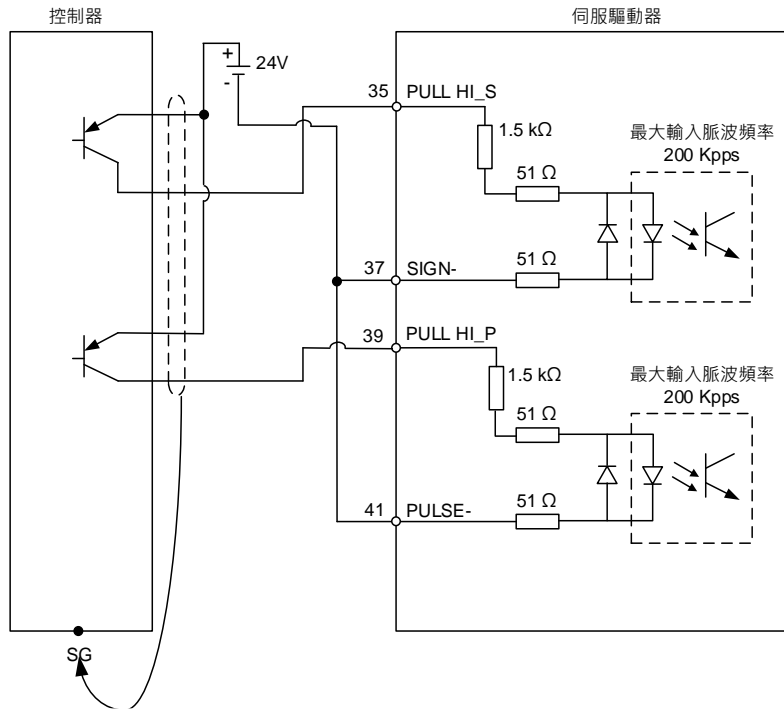 控制器
伺服驅動器
+
-
24V
35
PULL HI_S
1.5 kΩ
51 Ω
最大輸入脈波頻率
200 Kpps
37
SIGN-
51 Ω
39
PULL HI_P
1.5 kΩ
51 Ω
最大輸入脈波頻率
200 Kpps
41
PULSE-
51 Ω
SG